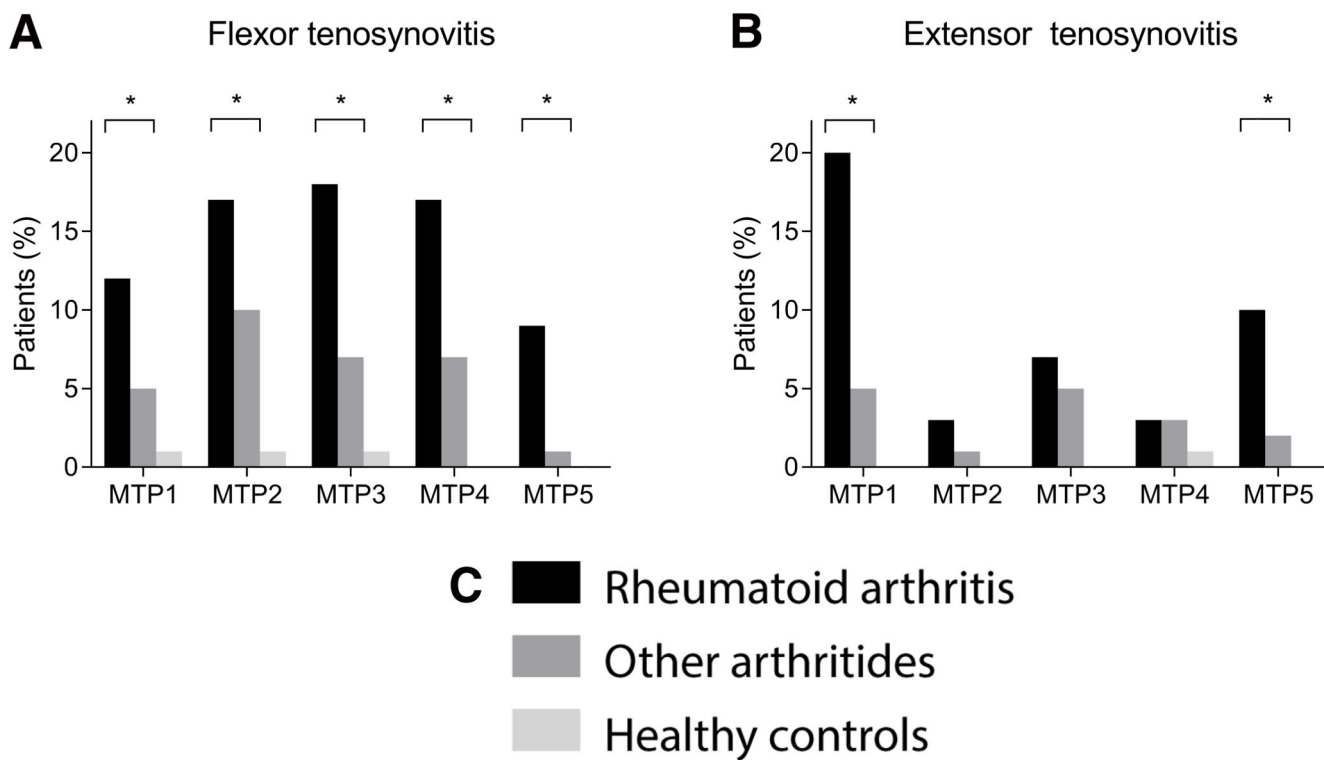 A Flexor tenosynovitis
* * * * *
20
15
10
5
0
Patients (%)
MTP1 MTP2 MTP3 MTP4 MTP5
B Extensor tenosynovitis
* *
20
15
10
5
0
Patients (%)
MTP1 MTP2 MTP3 MTP4 MTP5
C Rheumatoid arthritis
Other arthritides
Healthy controls